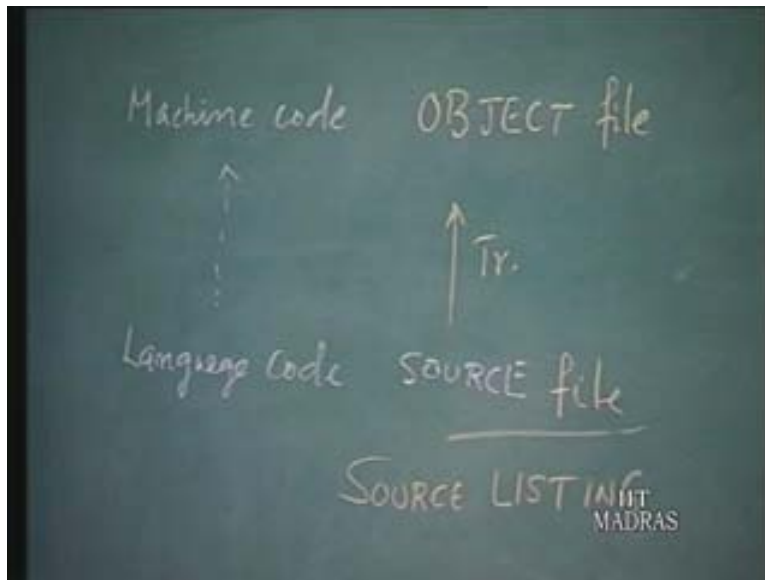 Machine code OBJECT file
Tr.
Language Code SOURCE file
SOURCE LISTING
IIT
MADRAS